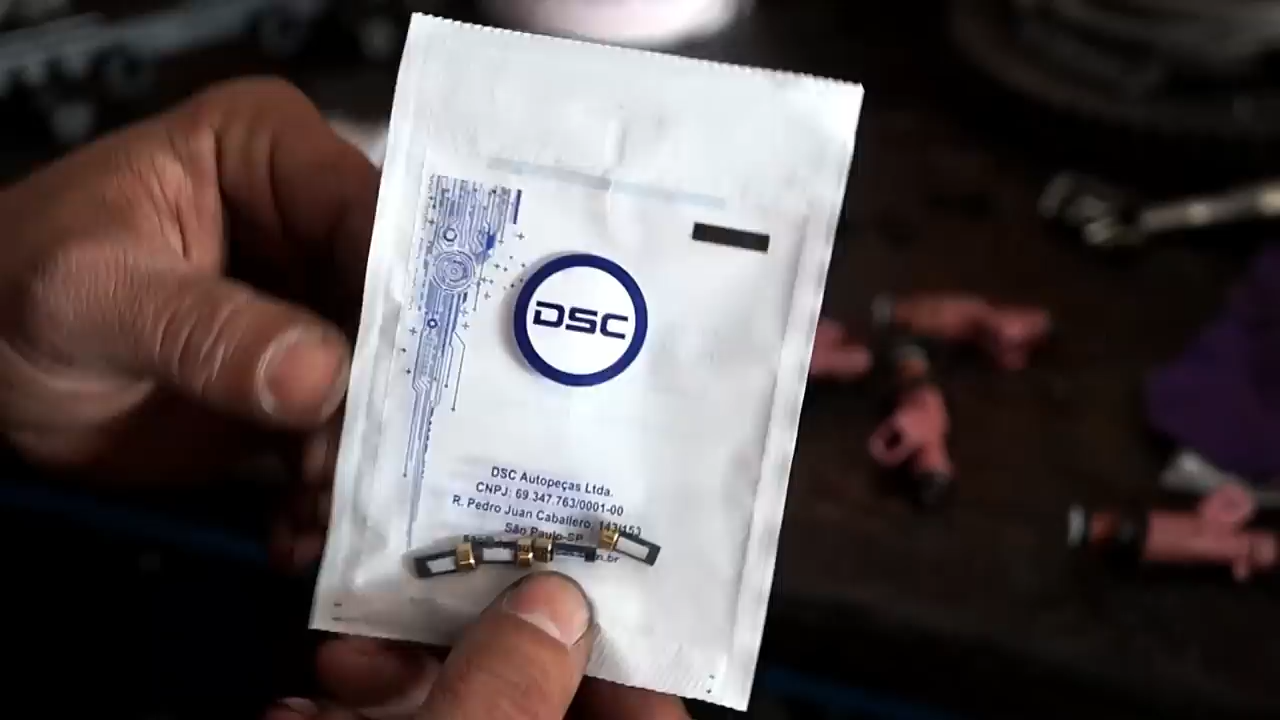 DSC
DSC Autopeças Ltda.
CNPJ: 69.347.763/0001-00
R. Pedro Juan Caballero, 143/153
São Paulo-SP